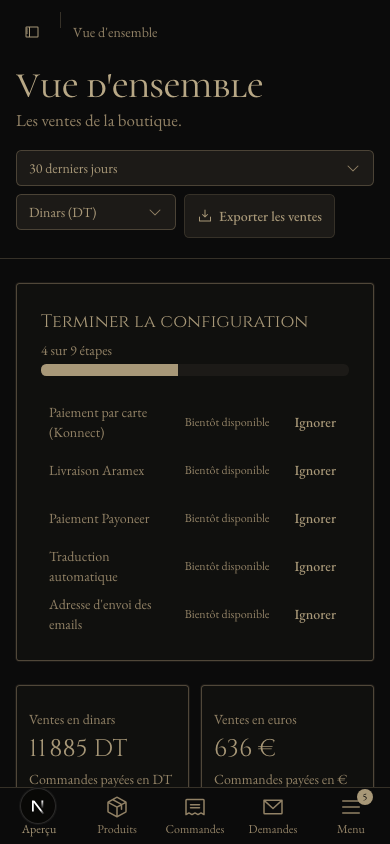 Vue d'ensemble
Vue d'ensemble
Les ventes de la boutique.
30 derniers jours
Dinars (DT)
Exporter les ventes
Terminer la configuration
4 sur 9 étapes
Paiement par carte
(Konnect)
Bientôt disponible
Ignorer
Livraison Aramex
Bientôt disponible
Ignorer
Paiement Payoneer
Bientôt disponible
Ignorer
Traduction
automatique
Bientôt disponible
Ignorer
Adresse d'envoi des
emails
Bientôt disponible
Ignorer
Ventes en dinars
11 885 DT
Commandes payées en DT
Ventes en euros
636 €
Commandes payées en €
N
5
Aperçu
Produits
Commandes
Demandes
Menu